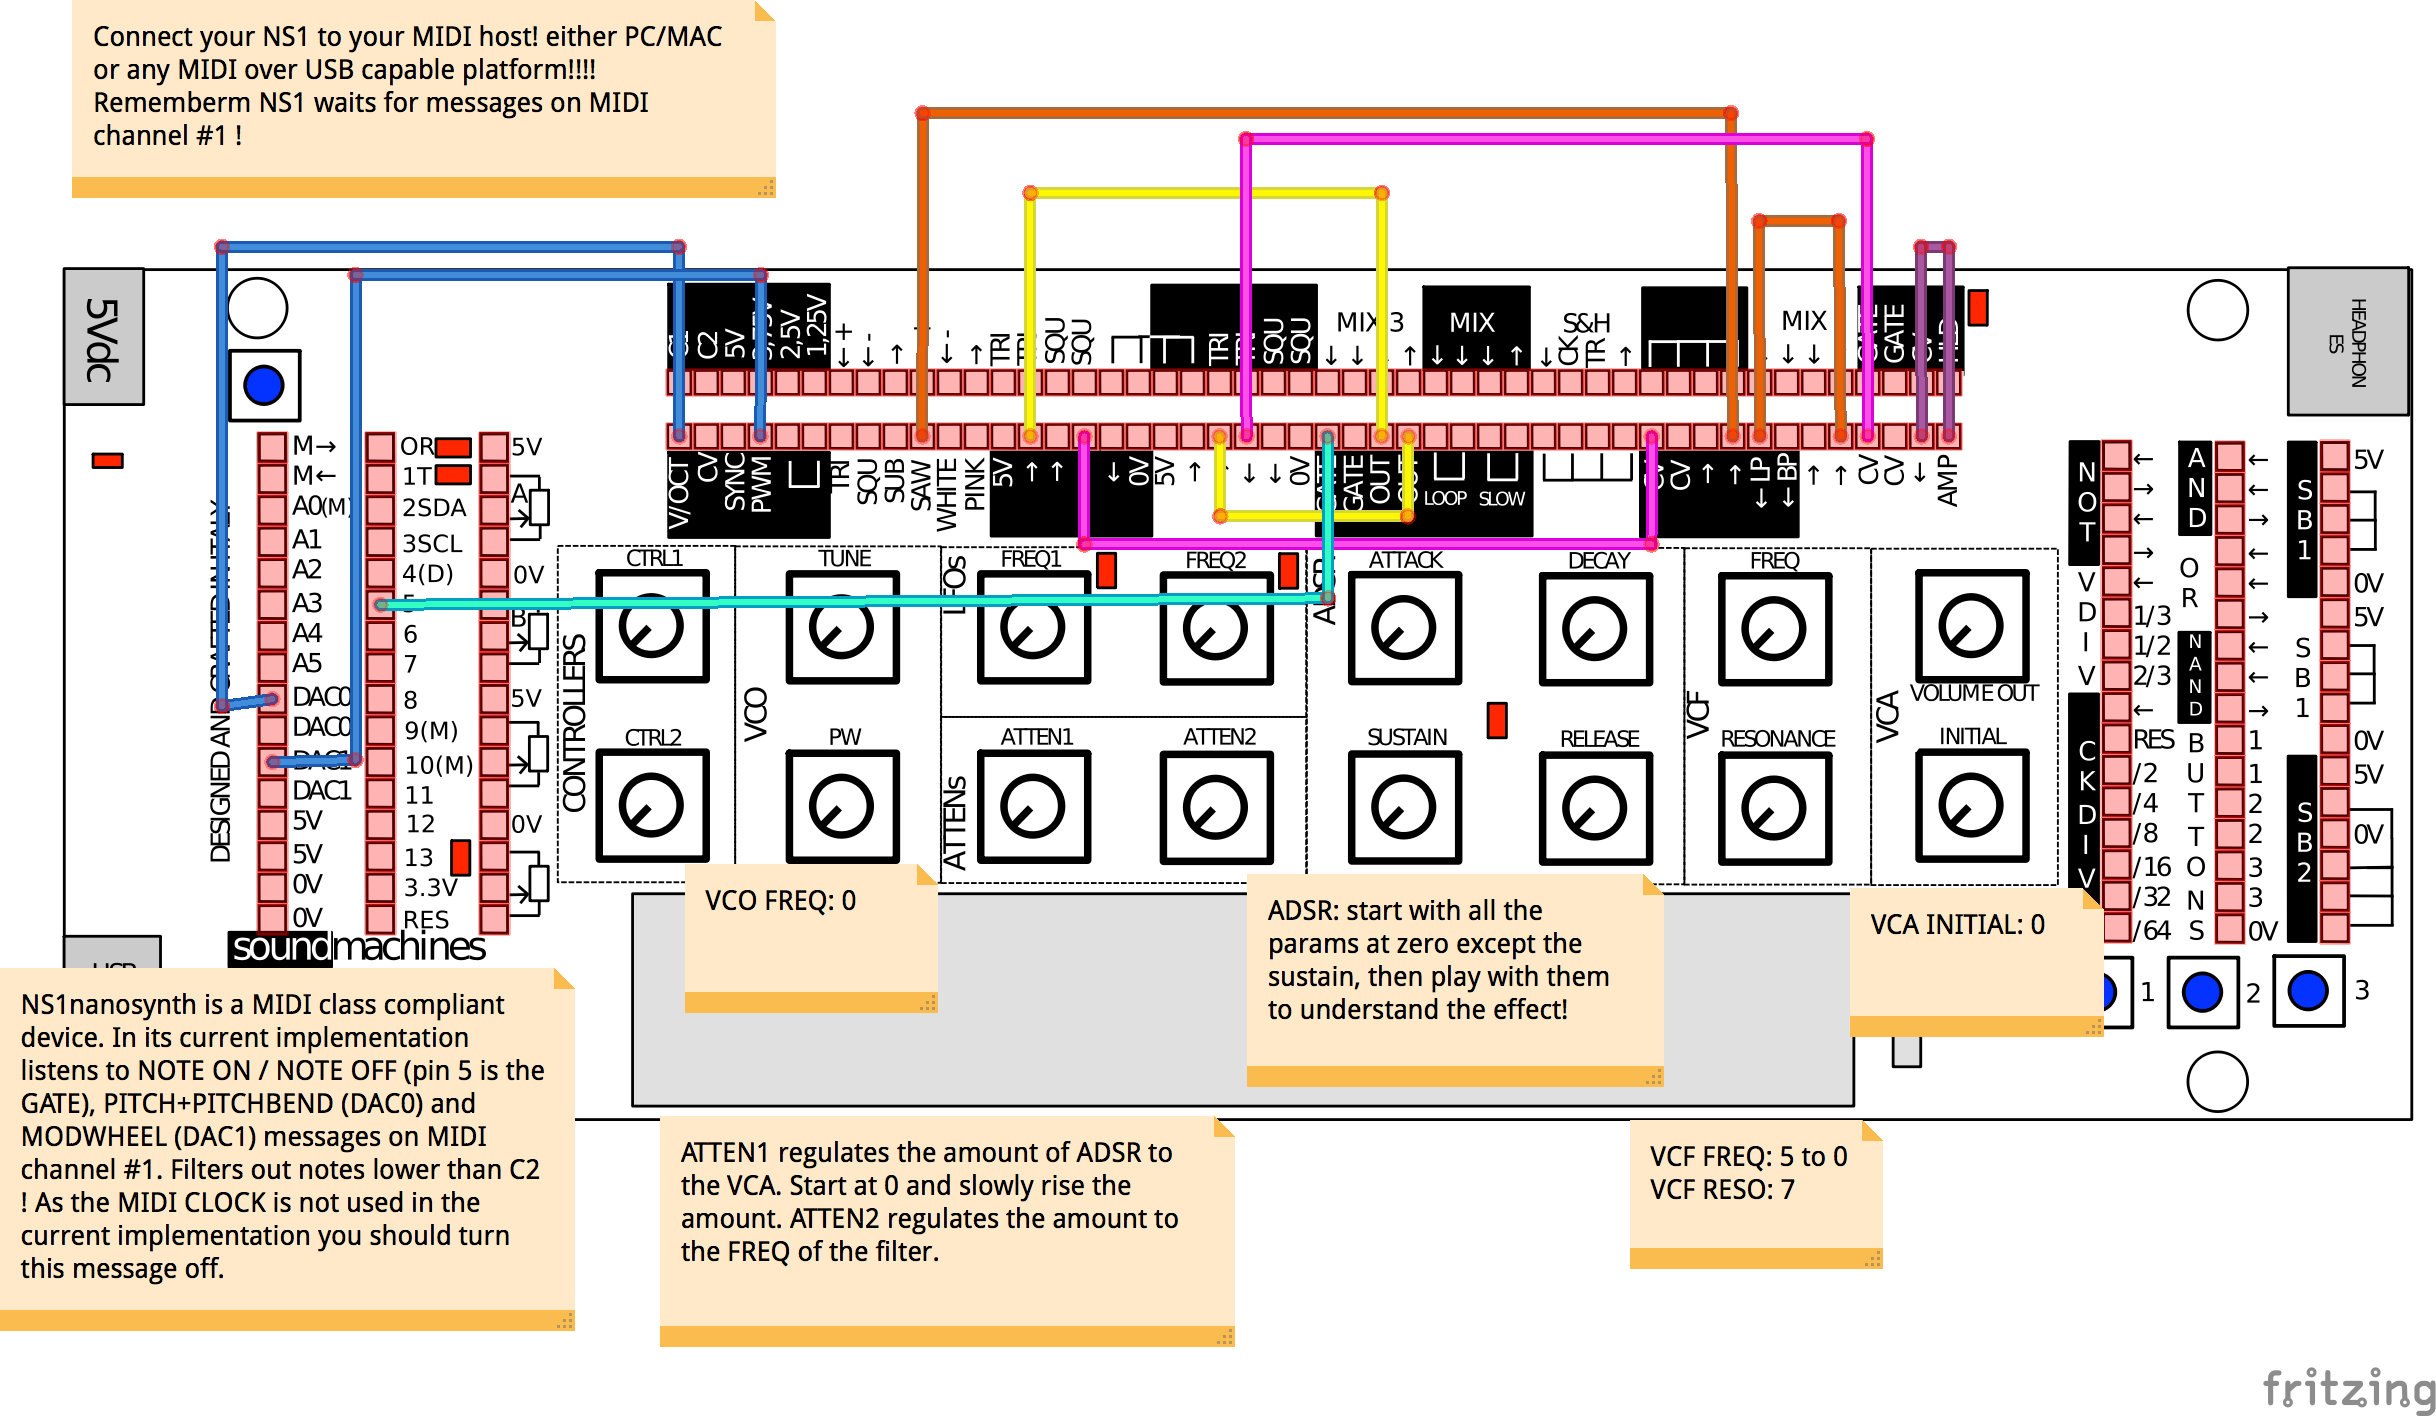 Connect your NS1 to your MIDI host! either PC/MAC
or any MIDI over USB capable platform!!!!
Rememberm NS1 waits for messages on MIDI
channel #1 !
5Vdc
HEADPHON
ES
C2
5V
2,5V
1,25V
+
-
-
TRI
SQU
SQU
TRI
SQU
SQU
MIX 3
MIX
S&H
CK
TR
MIX
GATE
V/OCT
CV
SYNC
PWM
TRI
SQU
SUB
SAW
WHITE
PINK
5V
0V
5V
0V
GATE
OUT
LOOP
SLOW
CV
LP
BP
CV
CV
AMP
M→
M←
A0(M)
A1
A2
A3
A4
A5
DAC0
DAC0
DAC1
DAC1
5V
5V
0V
0V
OR
1T
2SDA
3SCL
4(D)
6
7
8
9(M)
10(M)
11
12
13
3.3V
RES
5V
A
0V
B
5V
0V
DESIGNED AND
soundmachines
CONTROLLERS
CTRL1
CTRL2
VCO
TUNE
PW
LFOs
FREQ1
FREQ2
ATTENs
ATTEN1
ATTEN2
ATTACK
DECAY
SUSTAIN
RELEASE
VCF
FREQ
RESONANCE
VCA
VOLUME OUT
INITIAL
NOT
VDIV
1/3
1/2
2/3
CKDIV
RES
/2
/4
/8
/16
/32
/64
AND
OR
NAND
BUTTONS
1
1
2
2
3
3
0V
SB1
5V
0V
SB1
5V
0V
SB2
5V
0V
1
2
3
VCO FREQ: 0
ADSR: start with all the
params at zero except the
sustain, then play with them
to understand the effect!
VCA INITIAL: 0
NS1nanosynth is a MIDI class compliant
device. In its current implementation
listens to NOTE ON / NOTE OFF (pin 5 is the
GATE), PITCH+PITCHBEND (DAC0) and
MODWHEEL (DAC1) messages on MIDI
channel #1. Filters out notes lower than C2
! As the MIDI CLOCK is not used in the
current implementation you should turn
this message off.
ATTEN1 regulates the amount of ADSR to
the VCA. Start at 0 and slowly rise the
amount. ATTEN2 regulates the amount to
the FREQ of the filter.
VCF FREQ: 5 to 0
VCF RESO: 7
fritzing